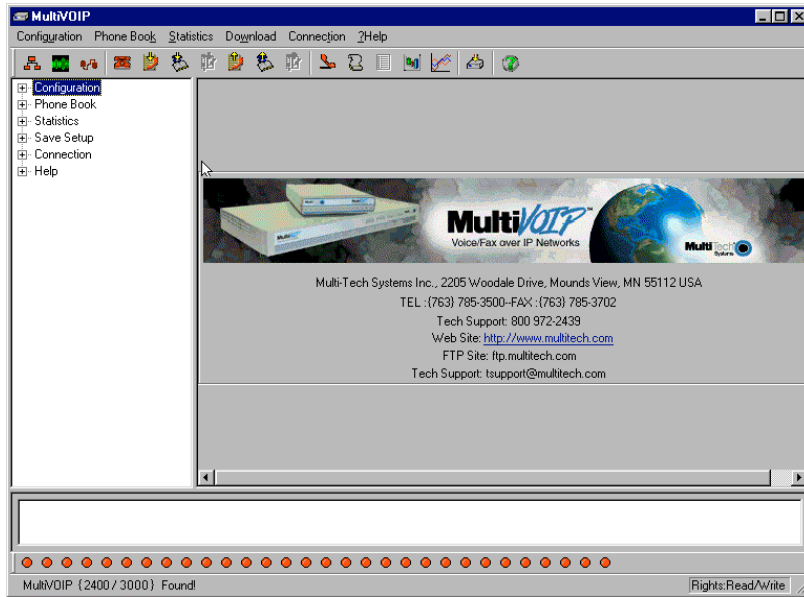 MultiVOIP
Configuration Phone Book Statistics Download Connection ?Help
Configuration
Phone Book
Statistics
Save Setup
Connection
Help
MultiVOIP™
Voice/Fax over IP Networks
MultiTech
Systems
Multi-Tech Systems Inc., 2205 Woodale Drive, Mounds View, MN 55112 USA
TEL :(763) 785-3500--FAX :(763) 785-3702
Tech Support: 800 972-2439
Web Site: http://www.multitech.com
FTP Site: ftp.multitech.com
Tech Support: tsupport@multitech.com
MultiVOIP {2400 / 3000} Found!
Rights:Read/Write